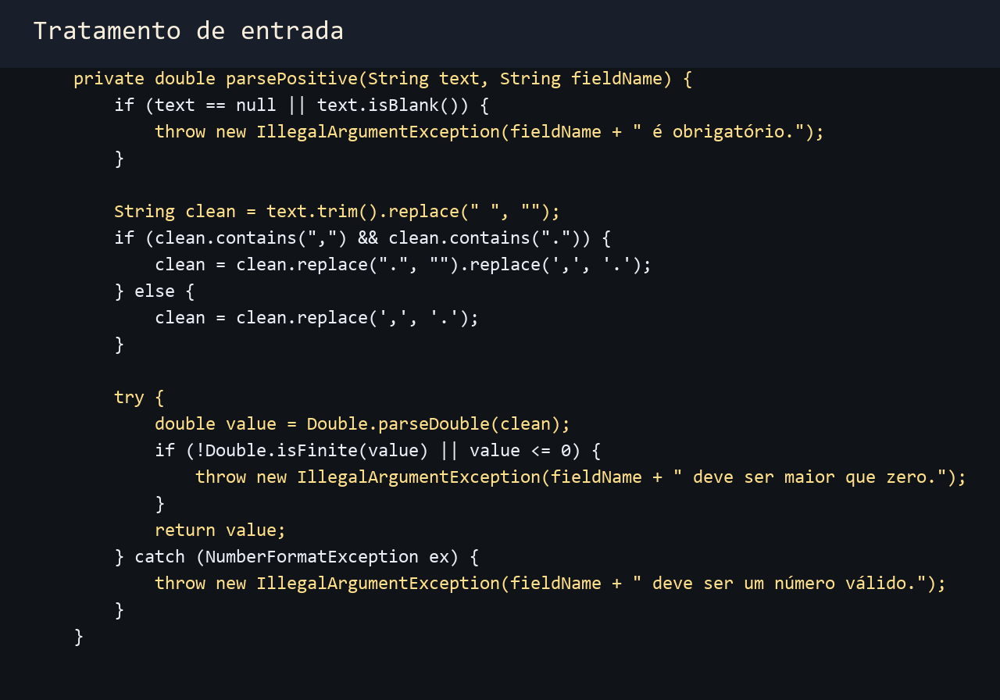 Tratamento de entrada
private double parsePositive(String text, String fieldName) {
    if (text == null || text.isBlank()) {
        throw new IllegalArgumentException(fieldName + " é obrigatório.");
    }

    String clean = text.trim().replace(" ", "");
    if (clean.contains(",") && clean.contains(".")) {
        clean = clean.replace(".", "").replace(',', '.');
    } else {
        clean = clean.replace(',', '.');
    }

    try {
        double value = Double.parseDouble(clean);
        if (!Double.isFinite(value) || value <= 0) {
            throw new IllegalArgumentException(fieldName + " deve ser maior que zero.");
        }
        return value;
    } catch (NumberFormatException ex) {
        throw new IllegalArgumentException(fieldName + " deve ser um número válido.");
    }
}